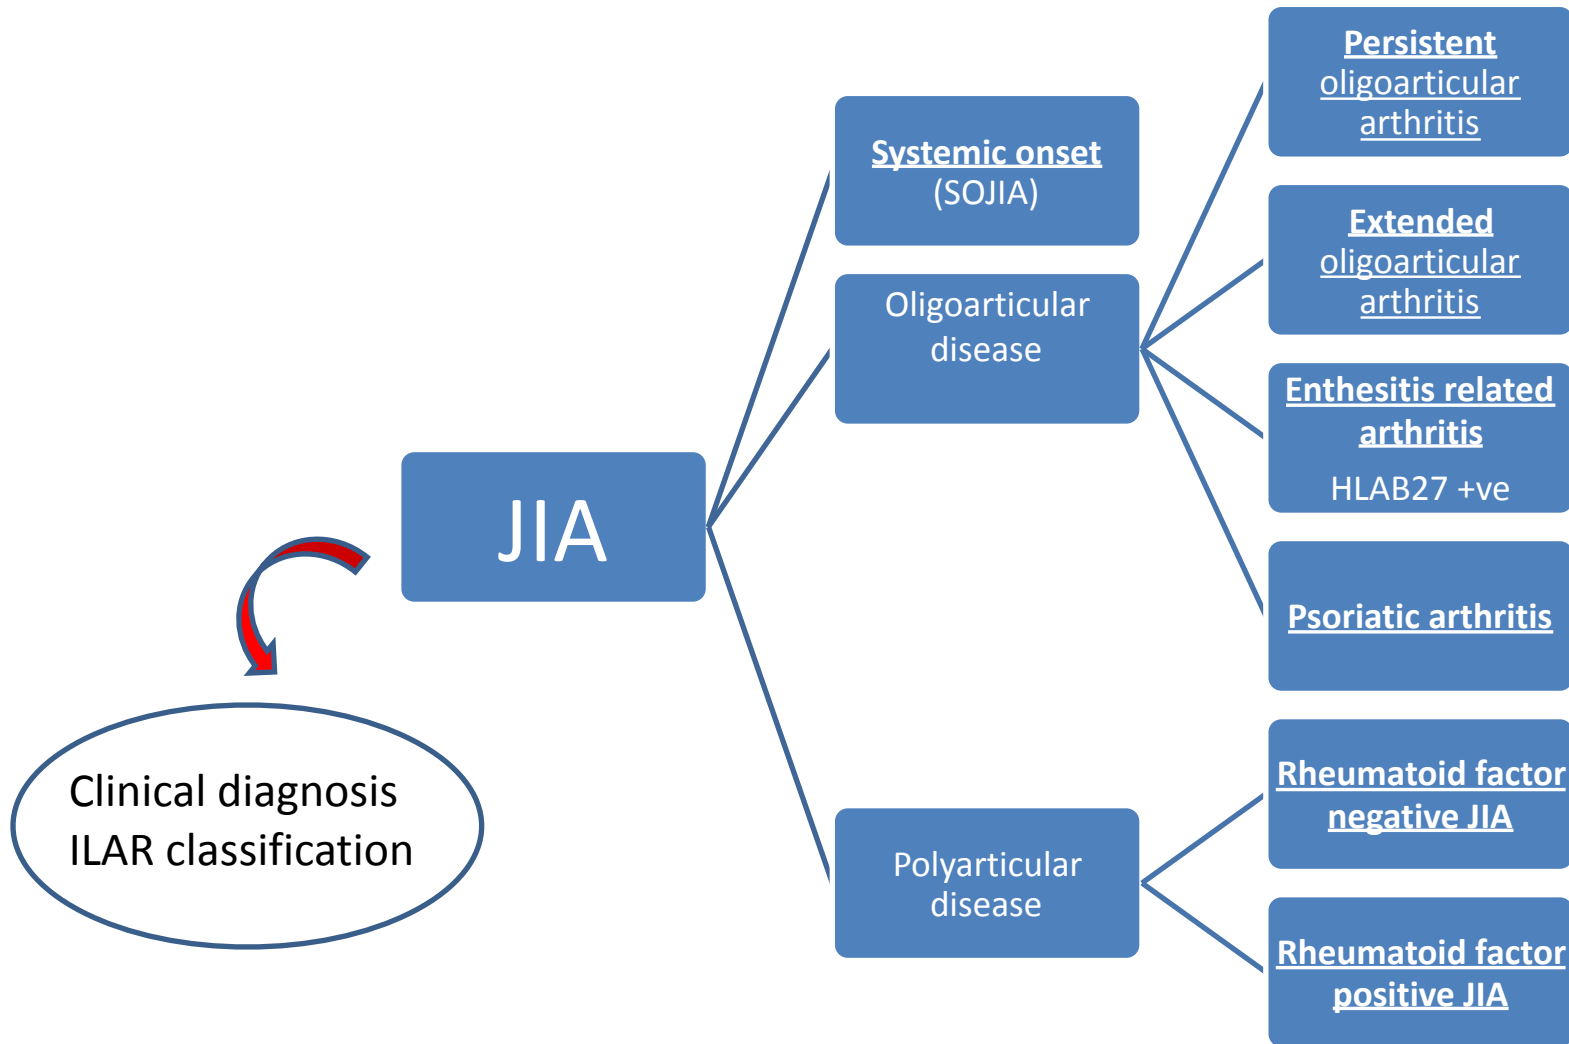 JIA
Clinical diagnosis
ILAR classification
Systemic onset
(SOJIA)
Oligoarticular
disease
Polyarticular
disease
Persistent
oligoarticular
arthritis
Extended
oligoarticular
arthritis
Enthesitis related
arthritis
HLAB27 +ve
Psoriatic arthritis
Rheumatoid factor
negative JIA
Rheumatoid factor
positive JIA